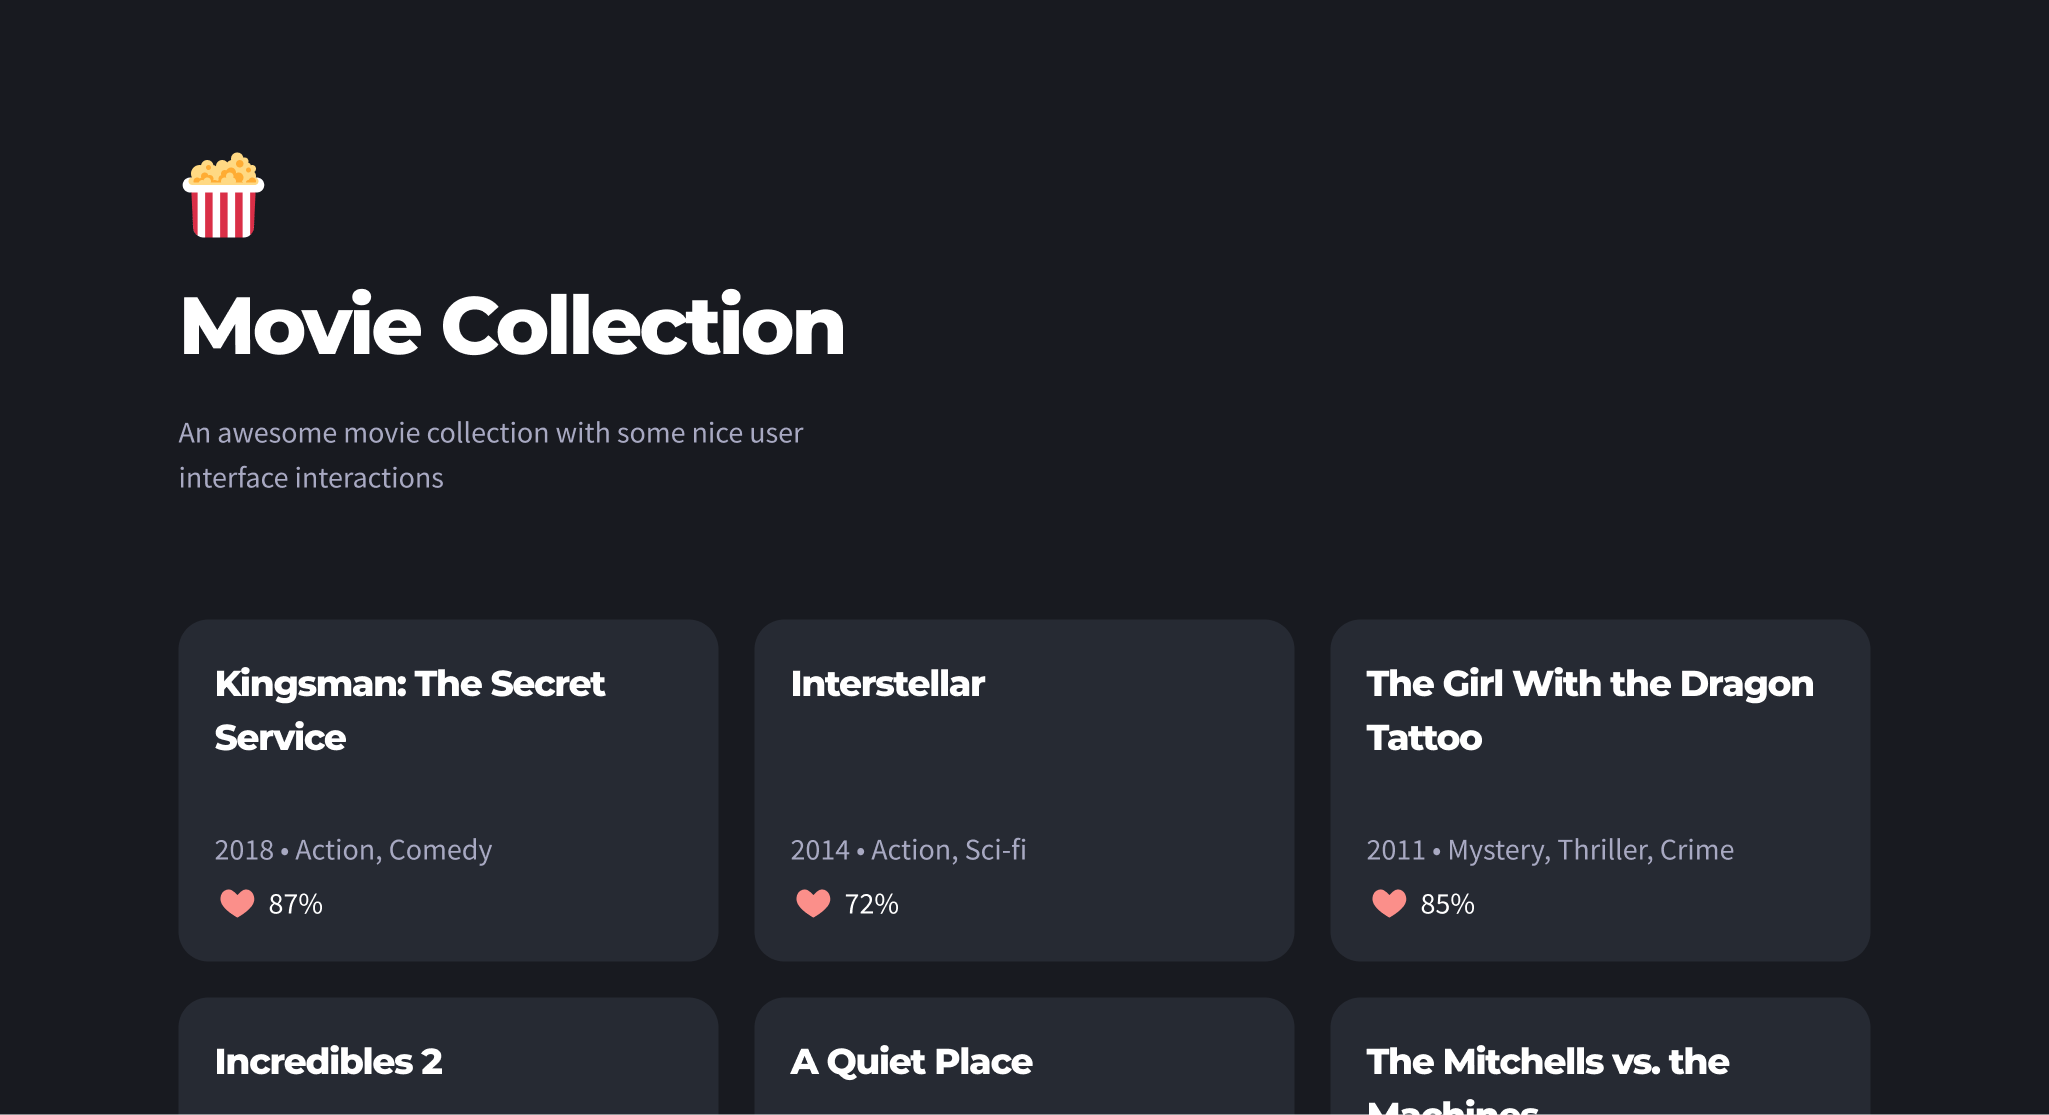 Movie Collection
An awesome movie collection with some nice user
interface interactions
Kingsman: The Secret
Service
2018 • Action, Comedy
87%
Interstellar
2014 • Action, Sci-fi
72%
The Girl With the Dragon
Tattoo
2011 • Mystery, Thriller, Crime
85%
Incredibles 2
A Quiet Place
The Mitchells vs. the
Machines